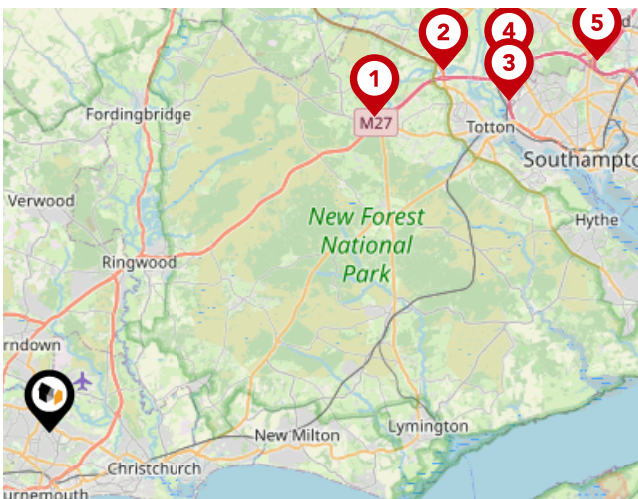 5
4
2
3
1
Fordingbridge
M27
Totton
Southampto
Verwood
New Forest
National
Park
Hythe
Ringwood
rndown
Lymington
New Milton
Christchurch
urnemouth